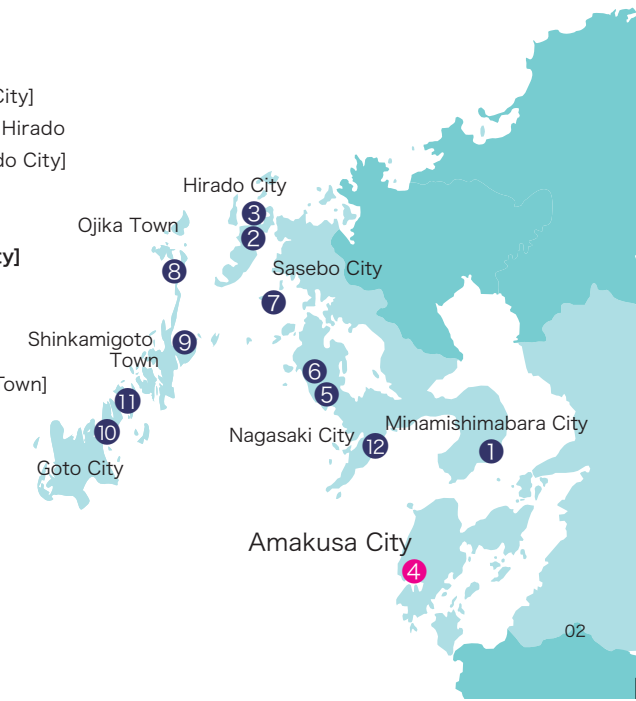 City]
Hirado
do City]
ty]
Town]
Hirado City
③
②
Ojika Town
⑧
Sasebo City
⑦
Shinkamigoto
Town
⑨
⑥
⑤
⑪
⑩
Goto City
Nagasaki City
⑫
Minamishimabara City
①
Amakusa City
④
02